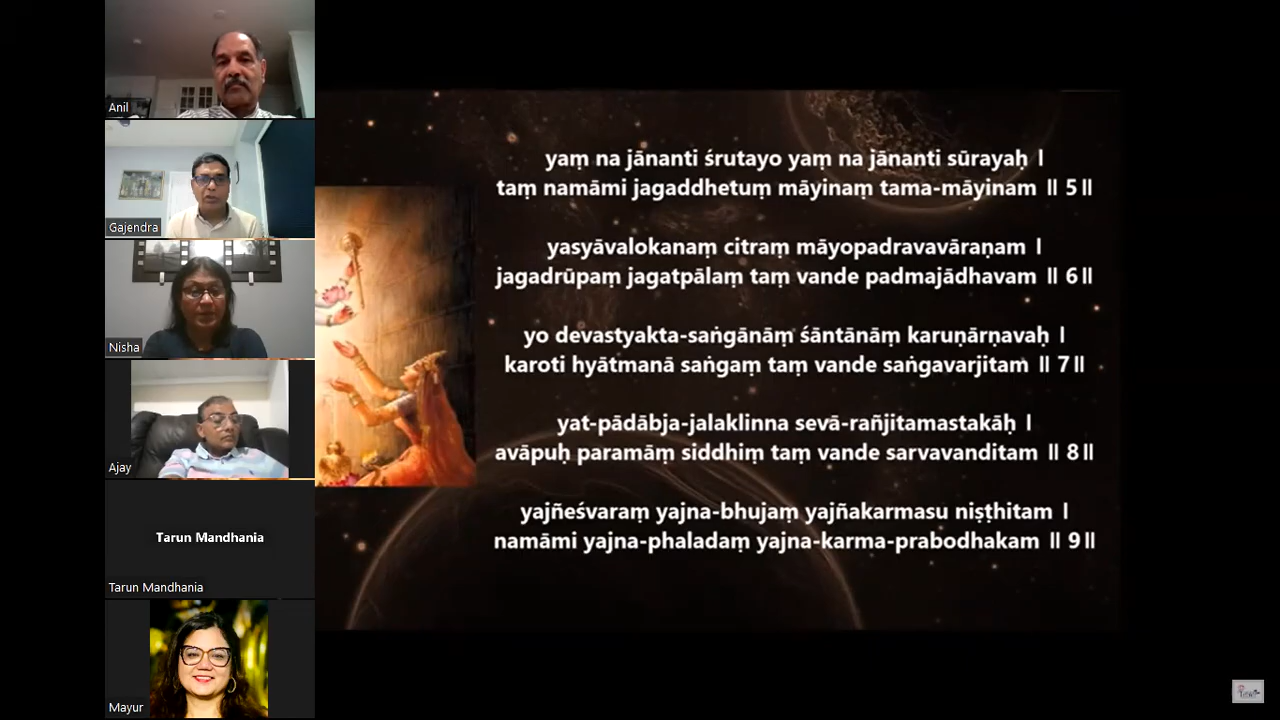 Anil
Gajendra
Nisha
Ajay
Tarun Mandhania
Tarun Mandhania
Mayur
yaṃ na jānanti śrutayo yaṃ na jānanti sūrayaḥ ।
taṃ namāmi jagaddhetuṃ māyinaṃ tama-māyinam ॥ 5॥
yasyāvalokanaṃ citraṃ māyopadravavāraṇam ।
jagadrūpaṃ jagatpālaṃ taṃ vande padmajādhavam ॥ 6॥
yo devastyakta-saṅgānāṃ śāntānāṃ karuṇārṇavaḥ ।
karoti hyātmanā saṅgaṃ taṃ vande saṅgavarjitam ॥ 7॥
yat-pādābja-jalaklinna sevā-rañjitamastakāḥ ।
avāpuḥ paramāṃ siddhiṃ taṃ vande sarvavanditam ॥ 8॥
yajñeśvaraṃ yajna-bhujaṃ yajñakarmasu niṣṭhitam ।
namāmi yajna-phaladaṃ yajna-karma-prabodhakam ॥ 9॥